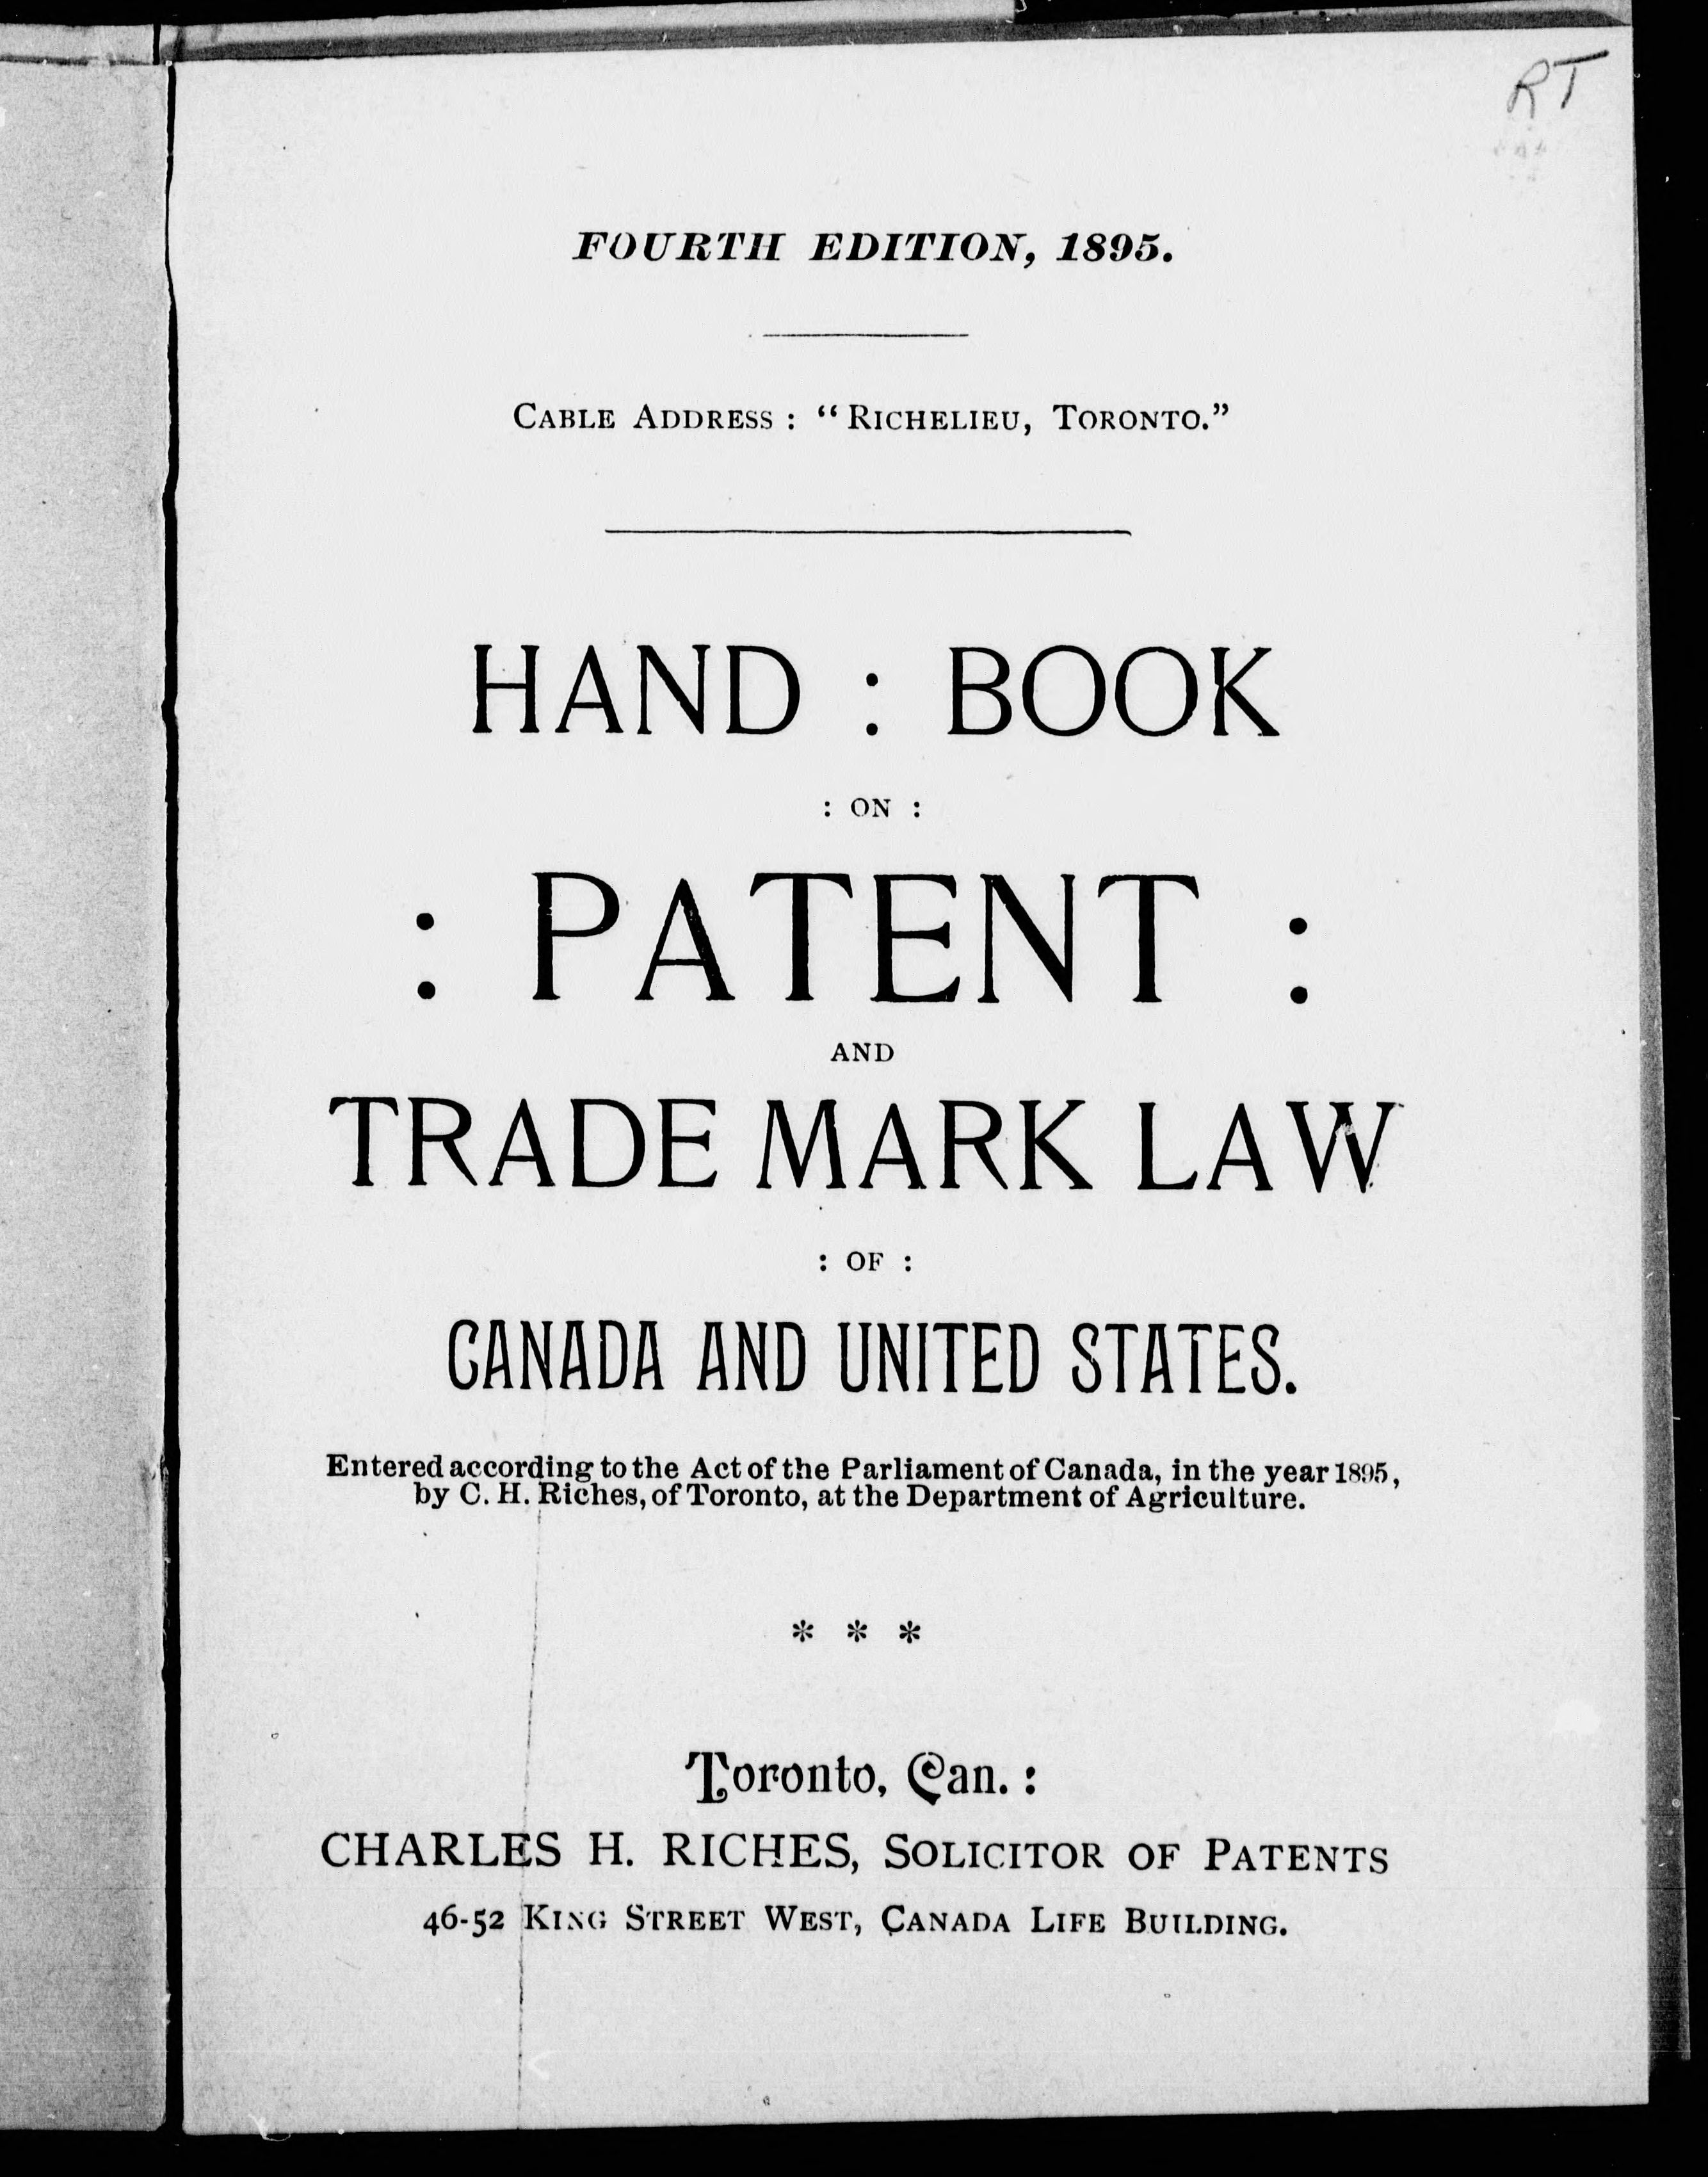 RT
FOURTH EDITION, 1895.
CABLE ADDRESS : “RICHELIEU, TORONTO.”
HAND : BOOK
: ON :
: PATENT :
AND
TRADE MARK LAW
: OF :
CANADA AND UNITED STATES.
Entered according to the Act of the Parliament of Canada, in the year 1895,
by C. H. Riches, of Toronto, at the Department of Agriculture.
* * *
Toronto, Can. :
CHARLES H. RICHES, SOLICITOR OF PATENTS
46-52 KING STREET WEST, CANADA LIFE BUILDING.